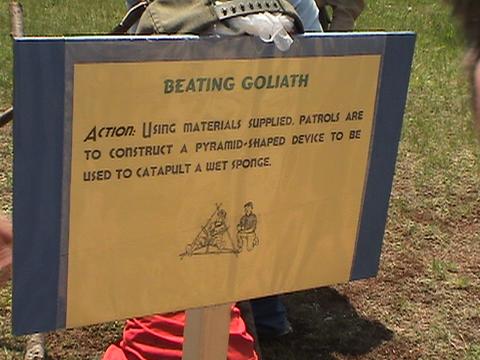 BEATING GOLIATH
ACTION: USING MATERIALS SUPPLIED, PATROLS ARE
TO CONSTRUCT A PYRAMID-SHAPED DEVICE TO BE
USED TO CATAPULT A WET SPONGE.